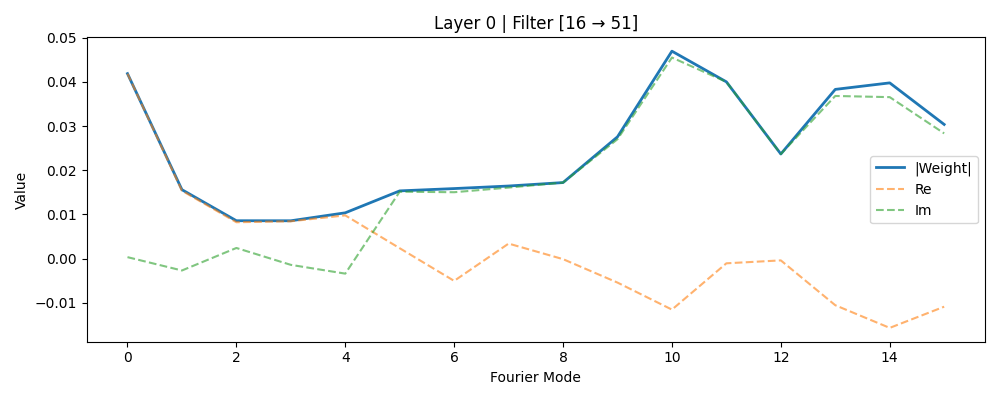 Layer 0 | Filter [16 → 51]
Value
0.05
0.04
0.03
0.02
0.01
0.00
−0.01
|Weight|
Re
Im
0 2 4 6 8 10 12 14
Fourier Mode